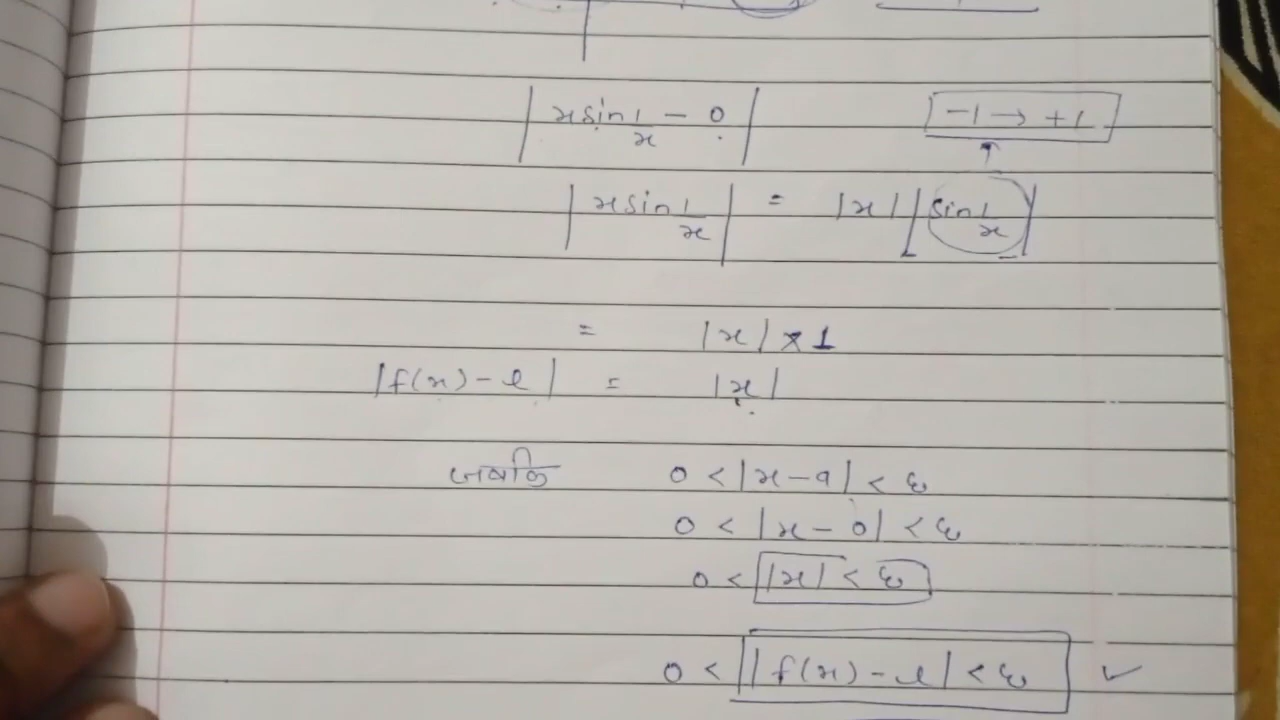 |x sin 1/x - 0|
-1 → +1
|x sin 1/x| = |x| |sin 1/x|
= |x| × 1
|f(x) - l| = |x|
जबकि 0 < |x - a| < ε
0 < |x - 0| < ε
0 < |x| < ε
0 < |f(x) - l| < ε ✓